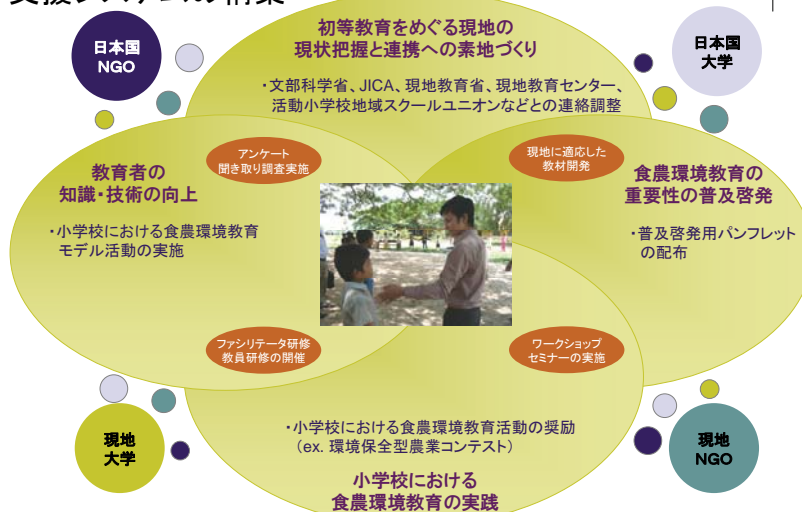 支援システムの構築
初等教育をめぐる現地の
現状把握と連携への素地づくり
・文部科学省、JICA、現地教育省、現地教育センター、
活動小学校地域スクールユニオンなどとの連絡調整
日本国
NGO
日本国
大学
アンケート
聞き取り調査実施
現地に適応した
教材開発
教育者の
知識・技術の向上
・小学校における食農環境教育
モデル活動の実施
食農環境教育の
重要性の普及啓発
・普及啓発用パンフレット
の配布
ファシリテータ研修
教員研修の開催
ワークショップ
セミナーの実施
・小学校における食農環境教育活動の奨励
（ex. 環境保全型農業コンテスト）
小学校における
食農環境教育の実践
現地
大学
現地
NGO